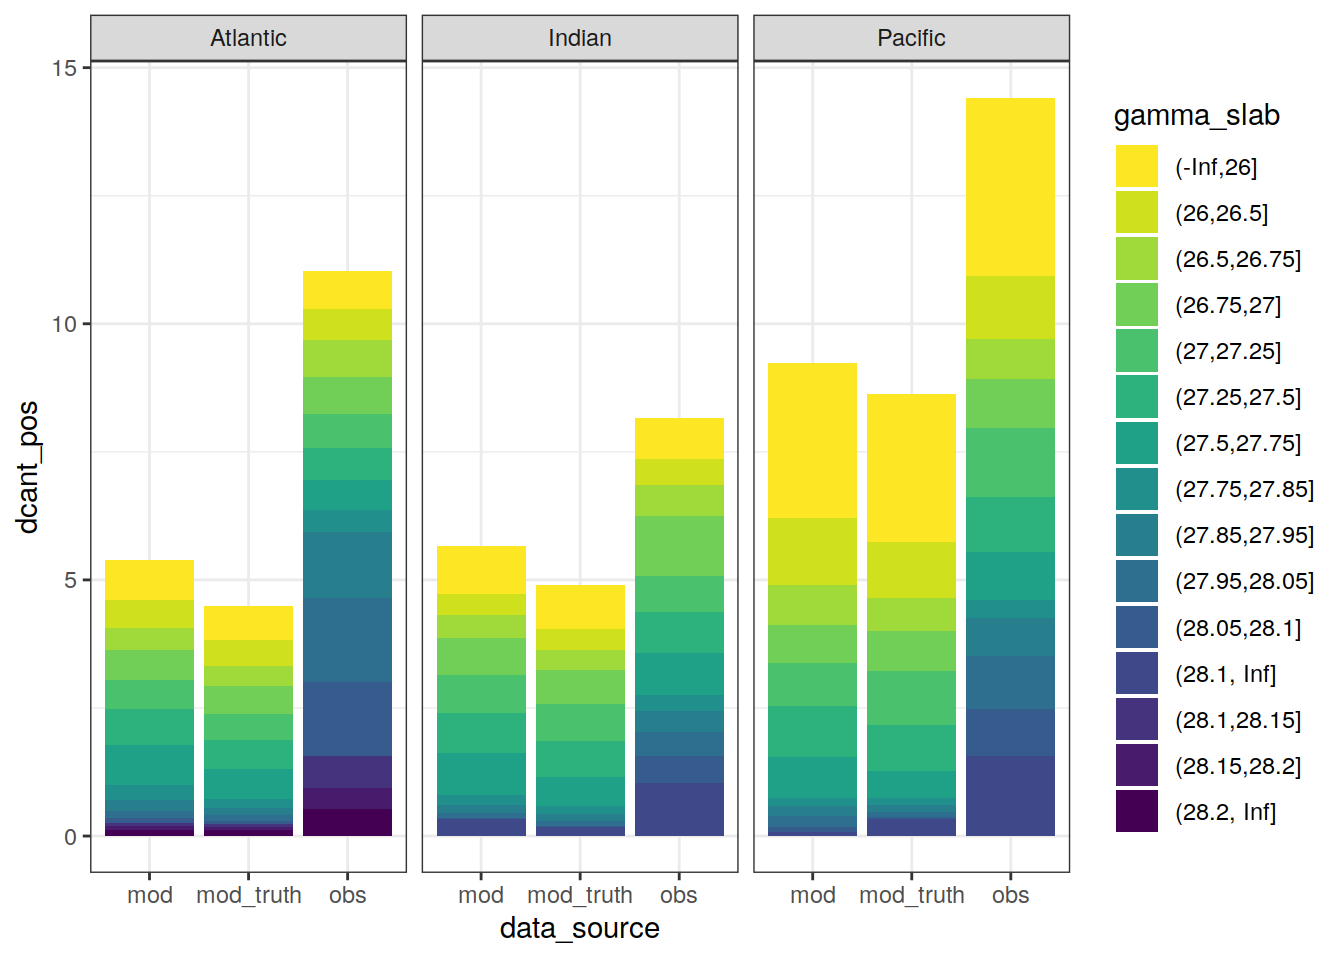 Atlantic Indian Pacific
15
10
5
0
dcant_pos
mod mod_truth obs mod mod_truth obs mod mod_truth obs
data_source
gamma_slab
(-Inf,26]
(26,26.5]
(26.5,26.75]
(26.75,27]
(27,27.25]
(27.25,27.5]
(27.5,27.75]
(27.75,27.85]
(27.85,27.95]
(27.95,28.05]
(28.05,28.1]
(28.1, Inf]
(28.1,28.15]
(28.15,28.2]
(28.2, Inf]